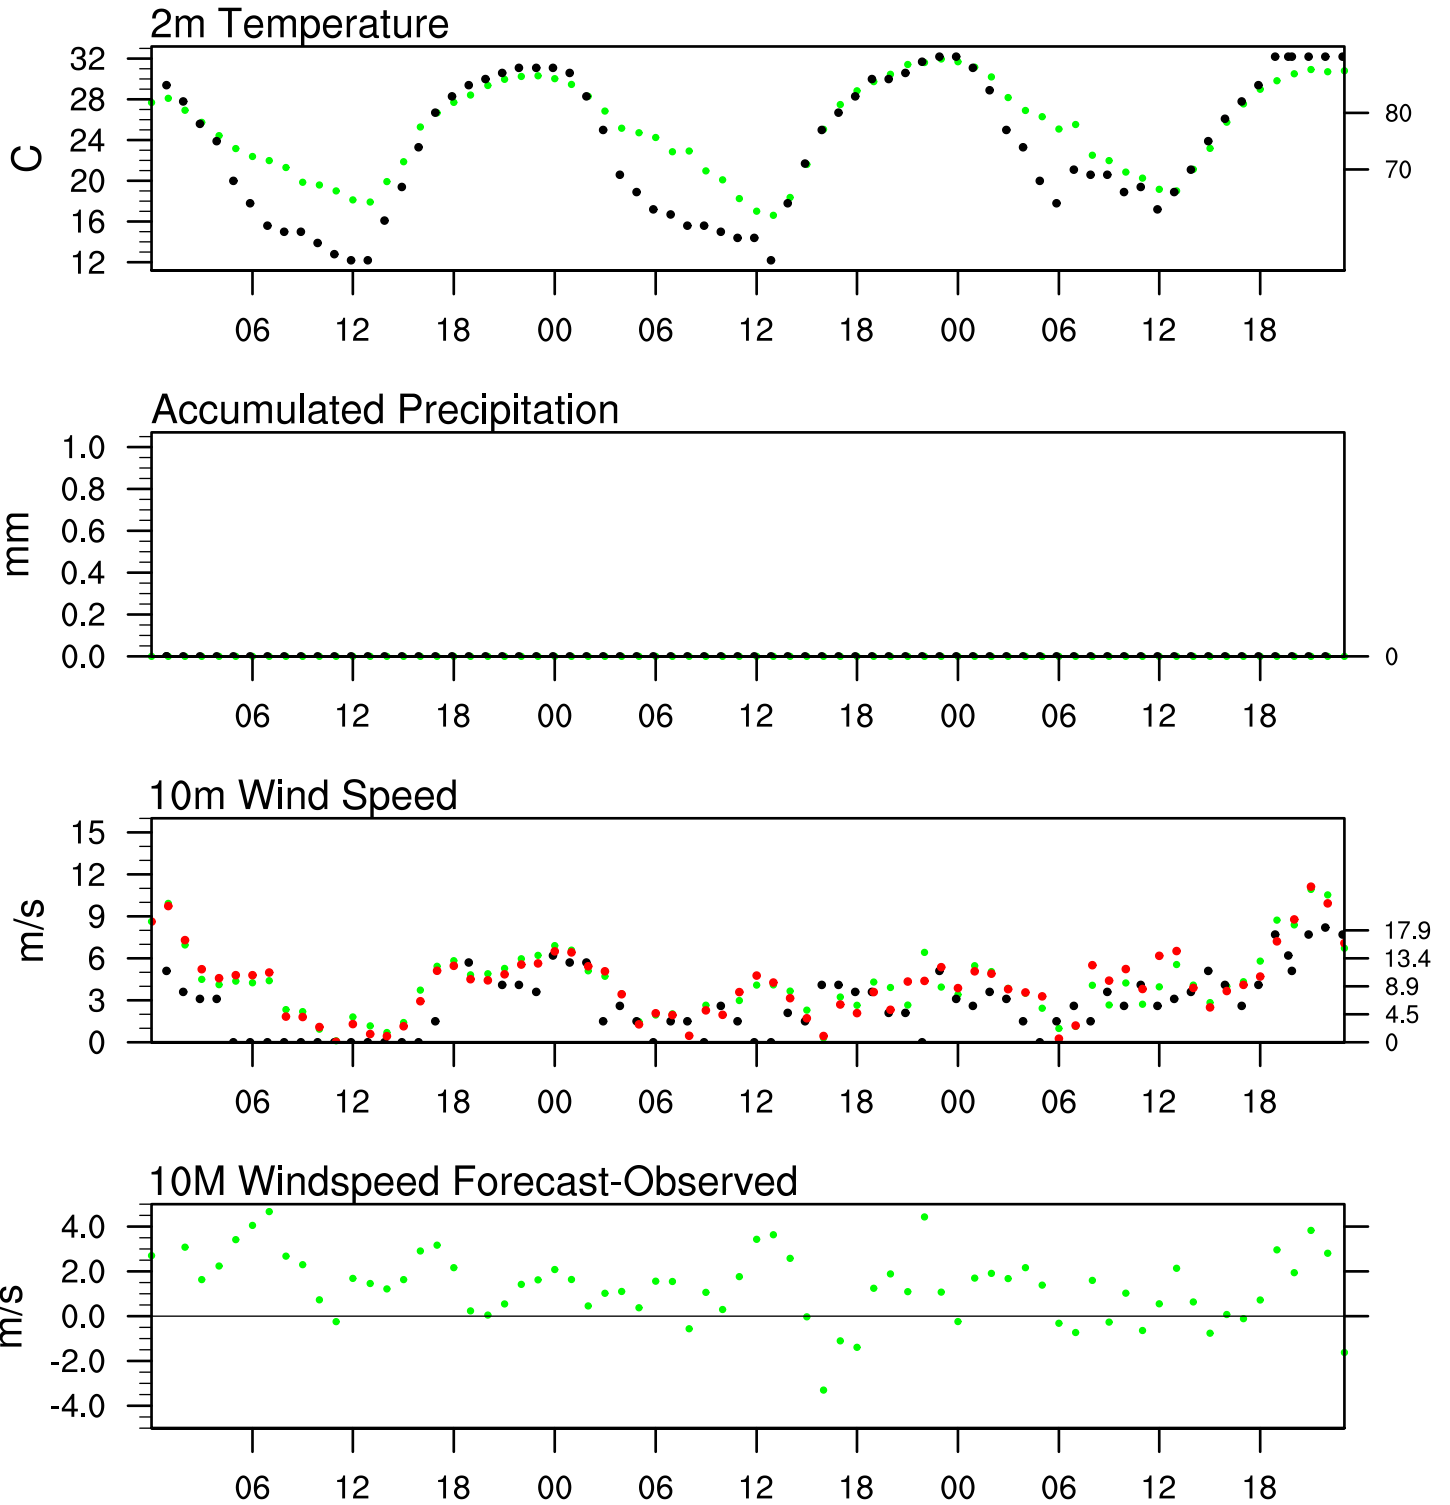 2m Temperature
32
28
24
20
16
12
C
80
70
06 12 18 00 06 12 18 00 06 12 18
Accumulated Precipitation
1.0
0.8
0.6
0.4
0.2
0.0
mm
0
06 12 18 00 06 12 18 00 06 12 18
10m Wind Speed
15
12
9
6
3
0
m/s
17.9
13.4
8.9
4.5
0
06 12 18 00 06 12 18 00 06 12 18
10M Windspeed Forecast-Observed
4.0
2.0
0.0
-2.0
-4.0
m/s
06 12 18 00 06 12 18 00 06 12 18